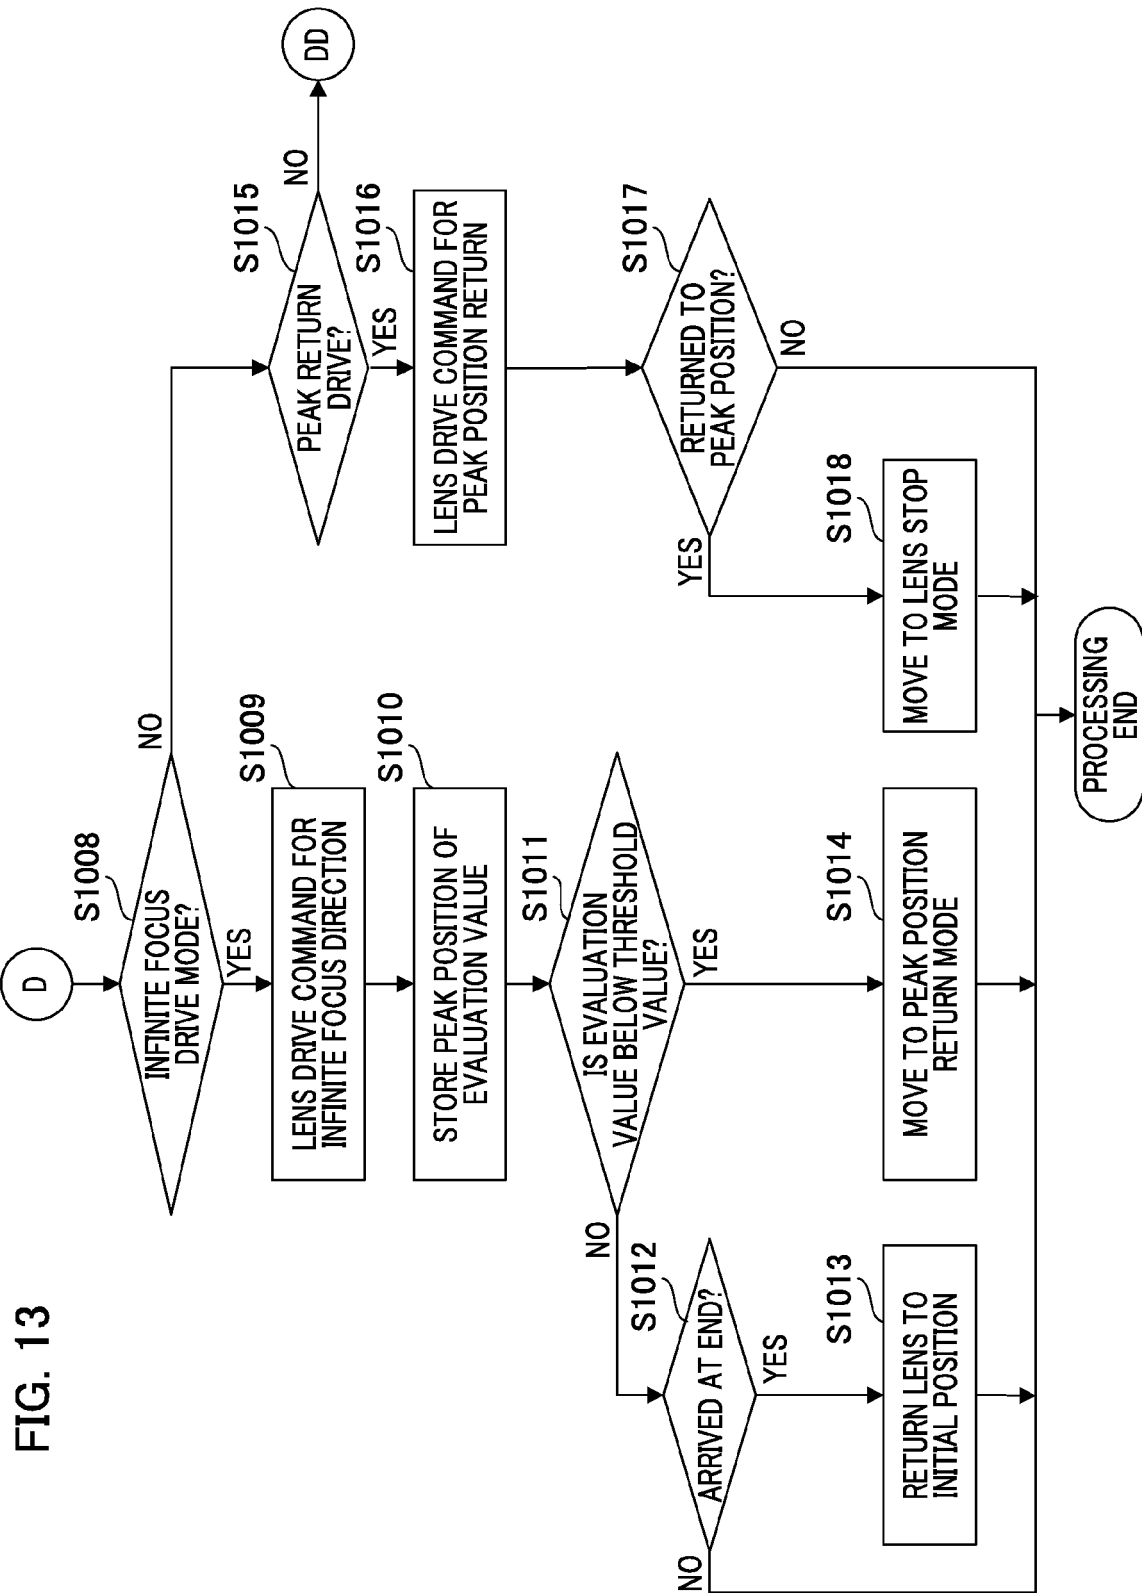 FIG. 13
D
S1008
INFINITE FOCUS
DRIVE MODE?
NO
YES
S1009
LENS DRIVE COMMAND FOR
INFINITE FOCUS DIRECTION
S1010
STORE PEAK POSITION OF
EVALUATION VALUE
S1011
IS EVALUATION
VALUE BELOW THRESHOLD
VALUE?
NO
YES
S1012
ARRIVED AT END?
NO
YES
S1013
RETURN LENS TO
INITIAL POSITION
S1014
MOVE TO PEAK POSITION
RETURN MODE
S1015
PEAK RETURN
DRIVE?
NO
DD
YES
S1016
LENS DRIVE COMMAND FOR
PEAK POSITION RETURN
S1017
RETURNED TO
PEAK POSITION?
YES
NO
S1018
MOVE TO LENS STOP
MODE
PROCESSING
END